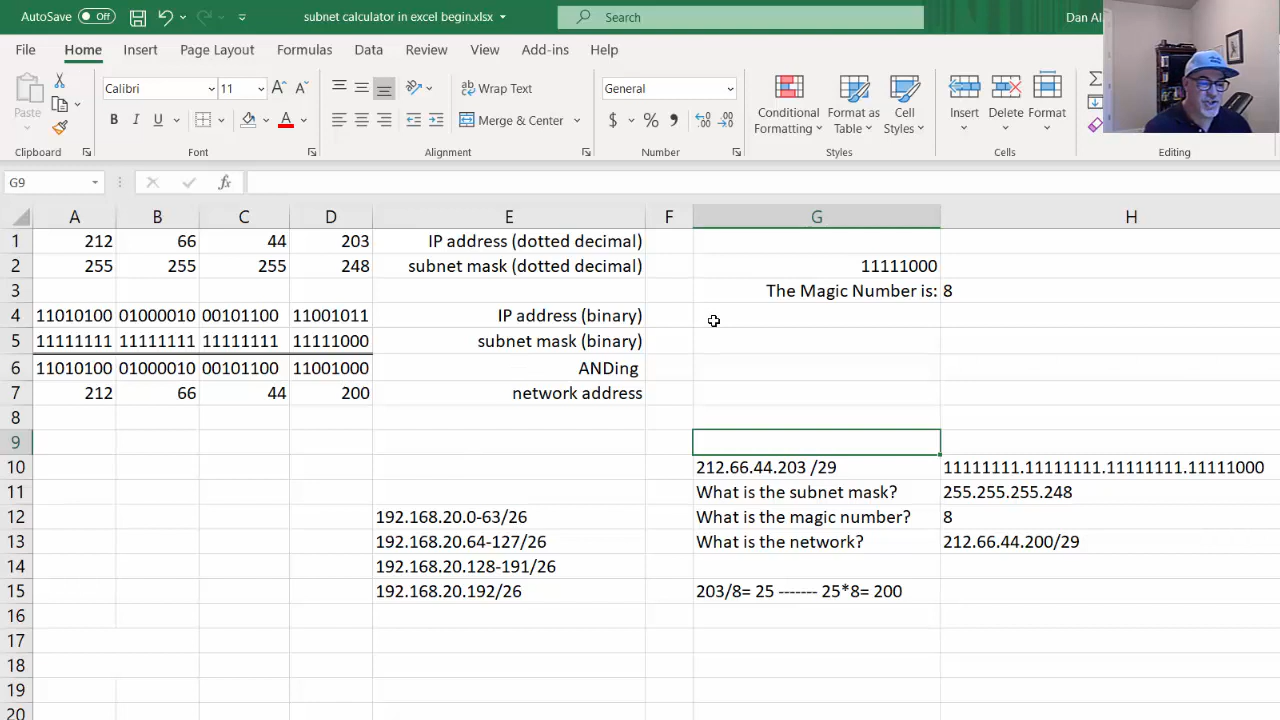 AutoSave Off subnet calculator in excel begin.xlsx Search Dan Al
File Home Insert Page Layout Formulas Data Review View Add-ins Help
Paste Calibri 11 A A ab Wrap Text General Conditional Formatting Format as Table Cell Styles Insert Delete Format
B I U A Merge & Center $ % , .00
Clipboard Font Alignment Number Styles Cells Editing
G9 fx
A B C D E F G H
1 212 66 44 203 IP address (dotted decimal)
2 255 255 255 248 subnet mask (dotted decimal) 11111000
3 The Magic Number is: 8
4 11010100 01000010 00101100 11001011 IP address (binary)
5 11111111 11111111 11111111 11111000 subnet mask (binary)
6 11010100 01000010 00101100 11001000 ANDing
7 212 66 44 200 network address
8
9
10 212.66.44.203 /29 11111111.11111111.11111111.11111000
11 What is the subnet mask? 255.255.255.248
12 192.168.20.0-63/26 What is the magic number? 8
13 192.168.20.64-127/26 What is the network? 212.66.44.200/29
14 192.168.20.128-191/26
15 192.168.20.192/26 203/8= 25 ------- 25*8= 200
16
17
18
19
20